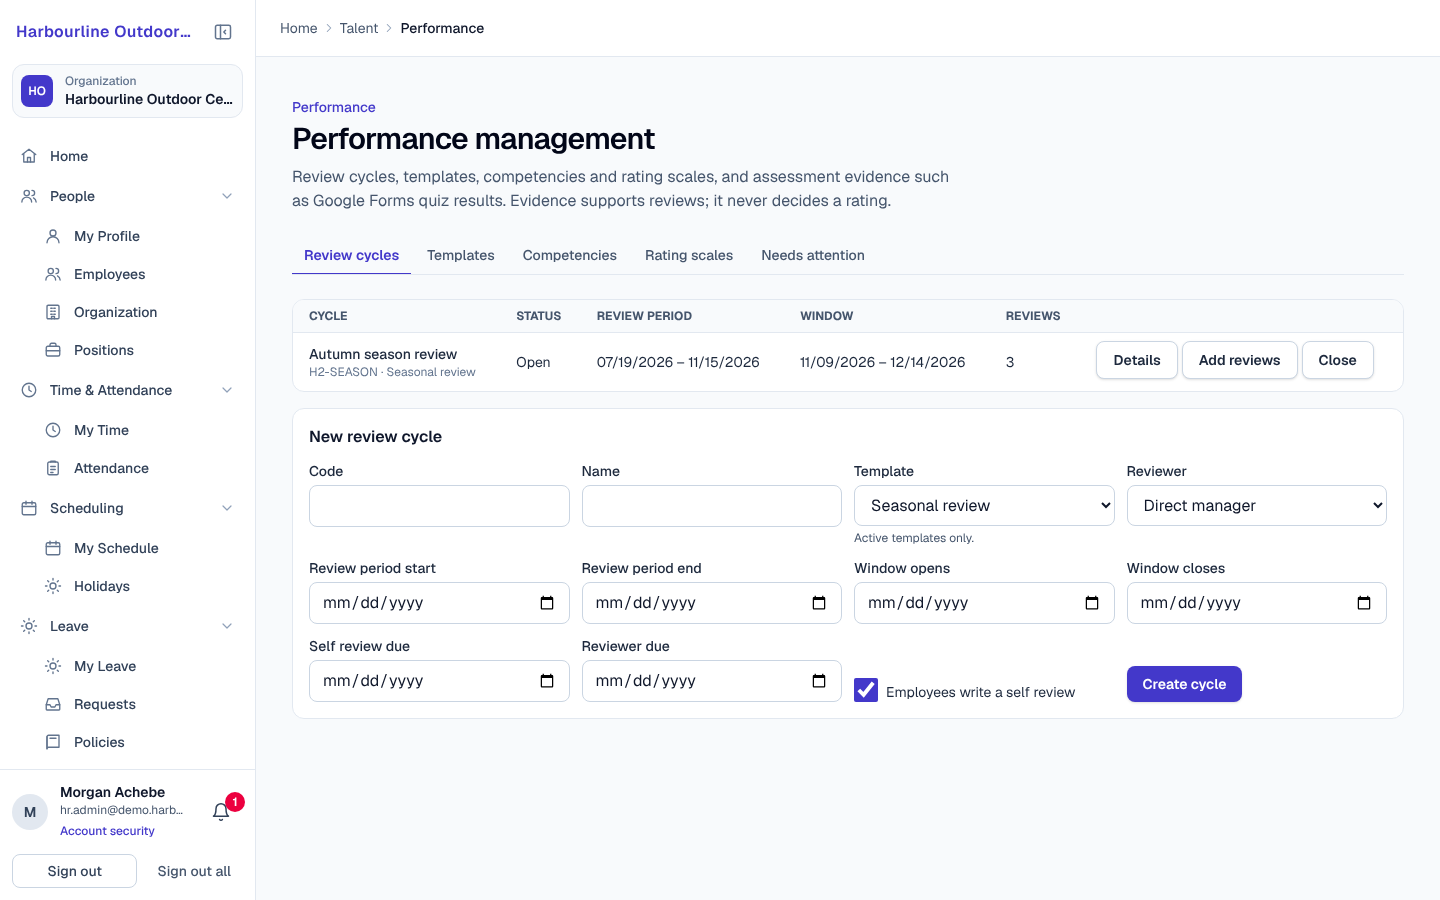 Harbourline Outdoor...
Home > Talent > Performance
HO
Organization
Harbourline Outdoor Ce...
Home
People
My Profile
Employees
Organization
Positions
Time & Attendance
My Time
Attendance
Scheduling
My Schedule
Holidays
Leave
My Leave
Requests
Policies
M
Morgan Achebe
hr.admin@demo.harb...
Account security
1
Sign out
Sign out all
Performance
Performance management
Review cycles, templates, competencies and rating scales, and assessment evidence such
as Google Forms quiz results. Evidence supports reviews; it never decides a rating.
Review cycles
Templates
Competencies
Rating scales
Needs attention
CYCLE STATUS REVIEW PERIOD WINDOW REVIEWS
Autumn season review
H2-SEASON · Seasonal review
Open
07/19/2026 – 11/15/2026
11/09/2026 – 12/14/2026
3
Details
Add reviews
Close
New review cycle
Code
Name
Template
Seasonal review
Active templates only.
Reviewer
Direct manager
Review period start
mm/dd/yyyy
Review period end
mm/dd/yyyy
Window opens
mm/dd/yyyy
Window closes
mm/dd/yyyy
Self review due
mm/dd/yyyy
Reviewer due
mm/dd/yyyy
Employees write a self review
Create cycle